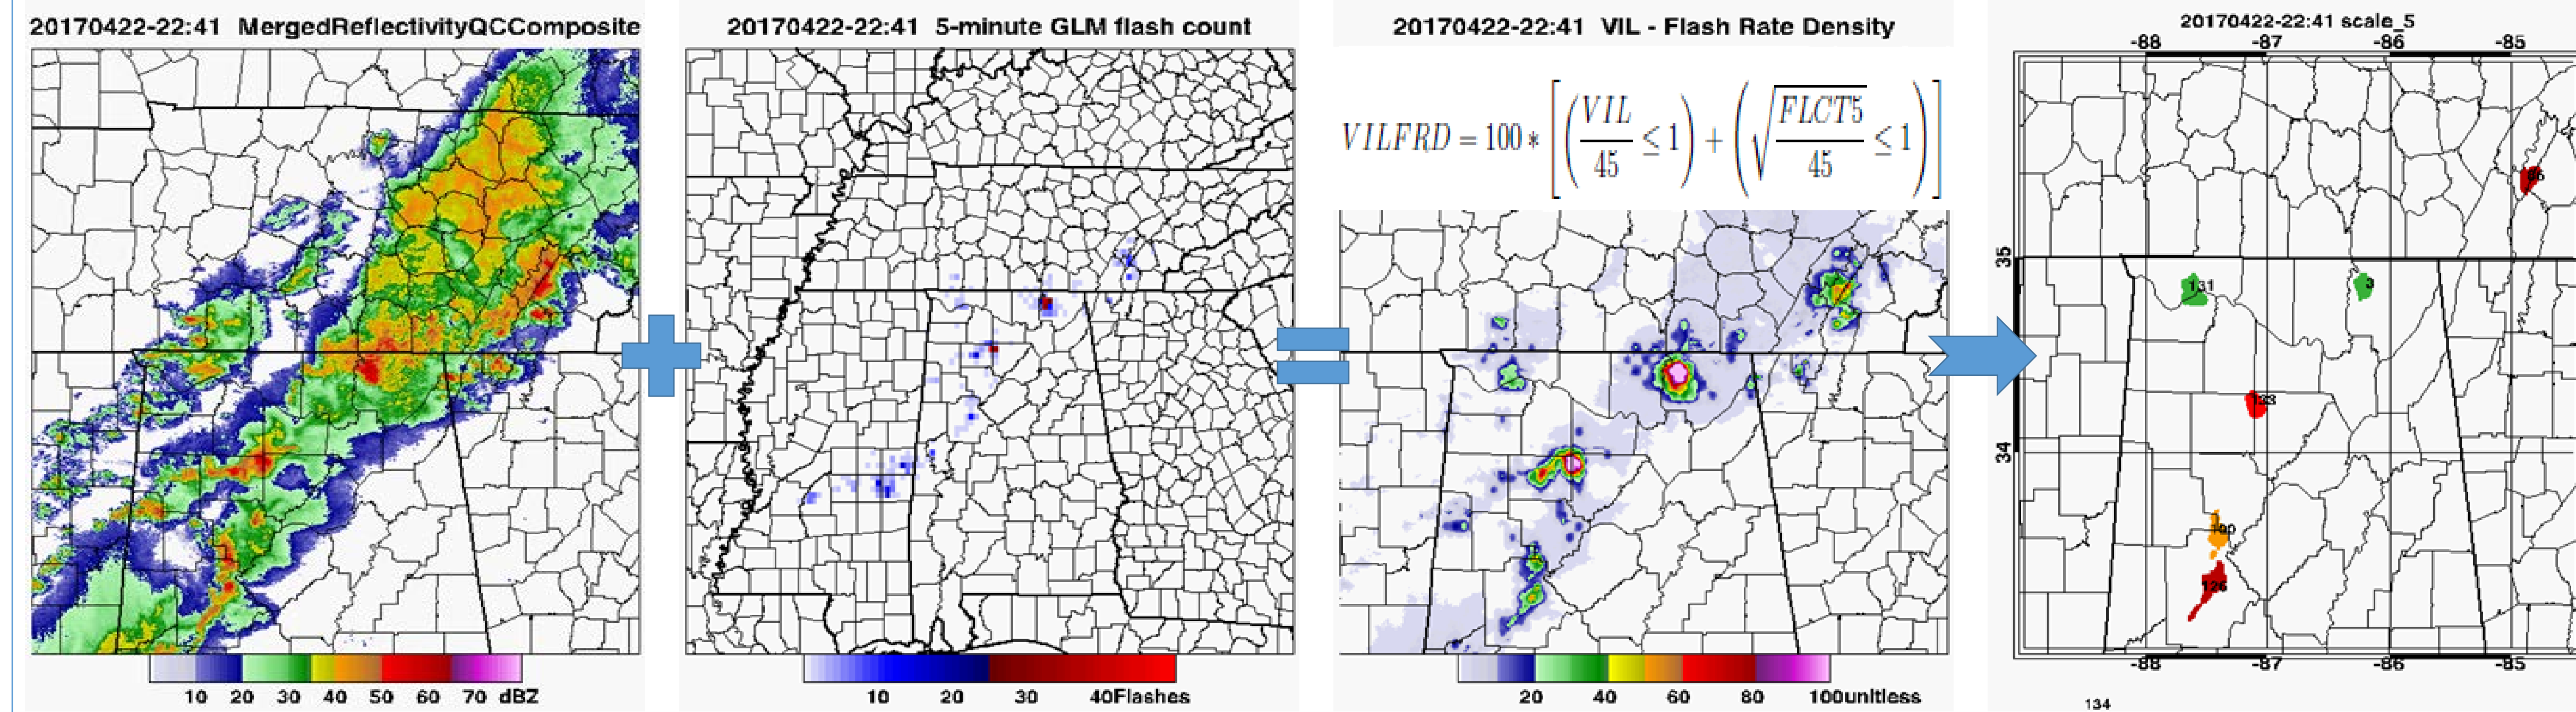 20170422-22:41 MergedReflectivityQCComposite
10 20 30 40 50 60 70 dBZ
20170422-22:41 5-minute GLM flash count
10 20 30 40Flashes
20170422-22:41 VIL - Flash Rate Density
VILFRD = 100 * [(VIL/45 ≤ 1) + (√FLCT5/45 ≤ 1)]
20 40 60 80 100unitless
20170422-22:41 scale_5
-88 -87 -86 -85
35
131 3
34
126
-88 -87 -86 -85
134